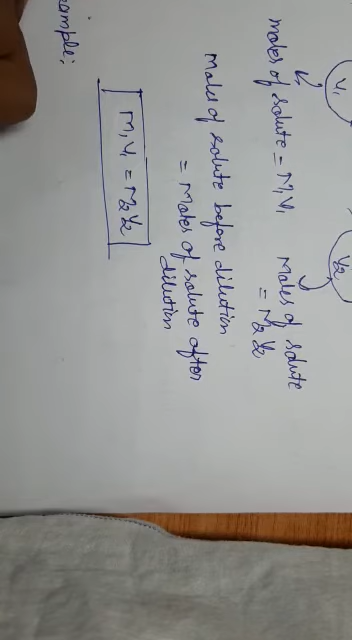 V1
V2
moles of solute = M1V1
Moles of solute
= M2V2
Moles of solute before dilution
= Moles of solute after
dilution
M1V1 = M2V2
ample: